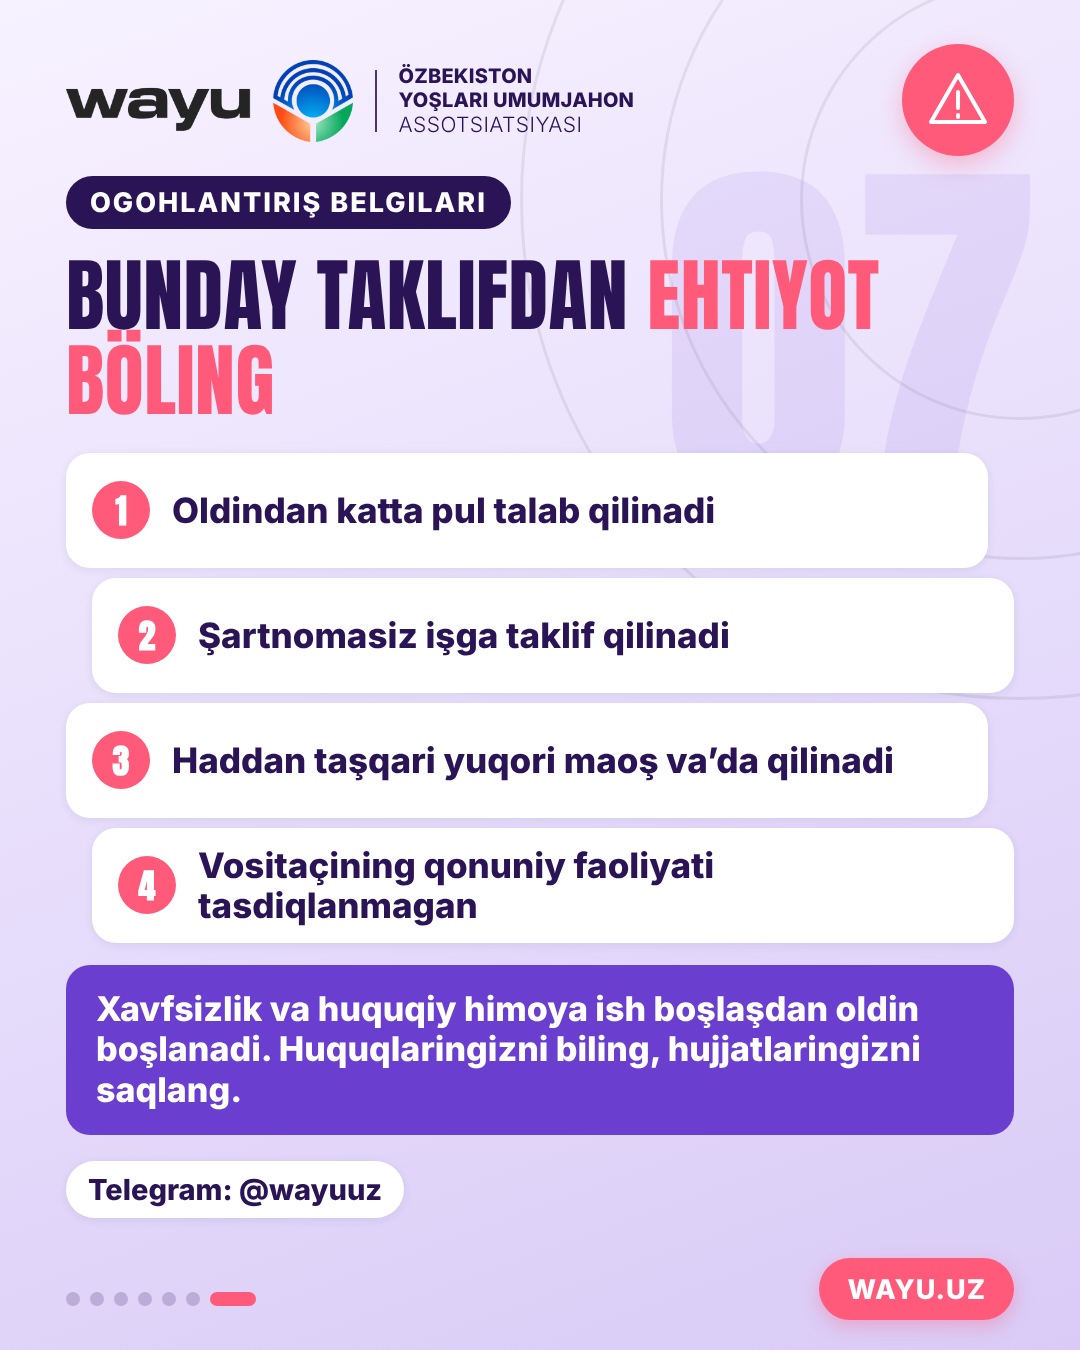 wayu
ÖZBEKISTON
YOŞLARI UMUMJAHON
ASSOTSIATSIYASI
07
OGOHLANTIRIŞ BELGILARI
BUNDAY TAKLIFDAN EHTIYOT
BÖLING
1 Oldindan katta pul talab qilinadi
2 Şartnomasiz işga taklif qilinadi
3 Haddan taşqari yuqori maoş va’da qilinadi
4 Vositaçining qonuniy faoliyati
tasdiqlanmagan
Xavfsizlik va huquqiy himoya ish boşlaşdan oldin
boşlanadi. Huquqlaringizni biling, hujjatlaringizni
saqlang.
Telegram: @wayuuz
WAYU.UZ